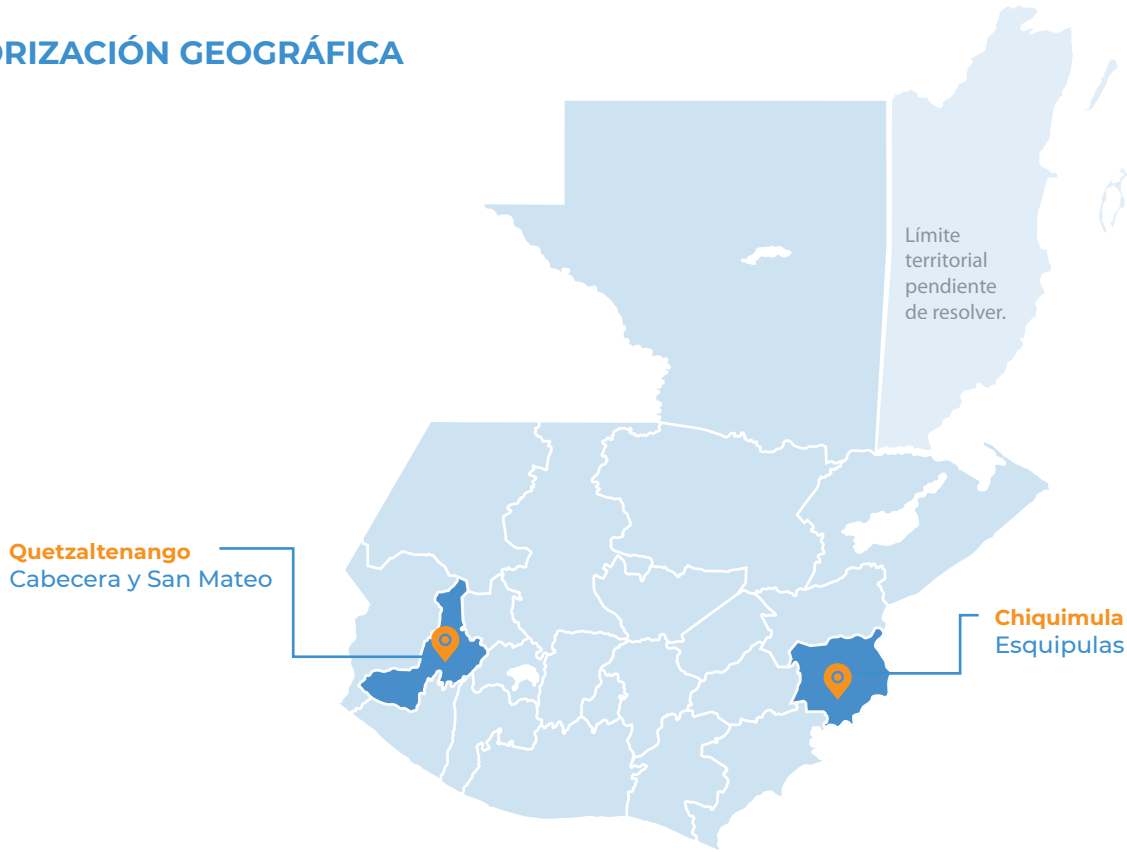 ORIZACIÓN GEOGRÁFICA
Límite
territorial
pendiente
de resolver.
Quetzaltenango
Cabecera y San Mateo
Chiquimula
Esquipulas